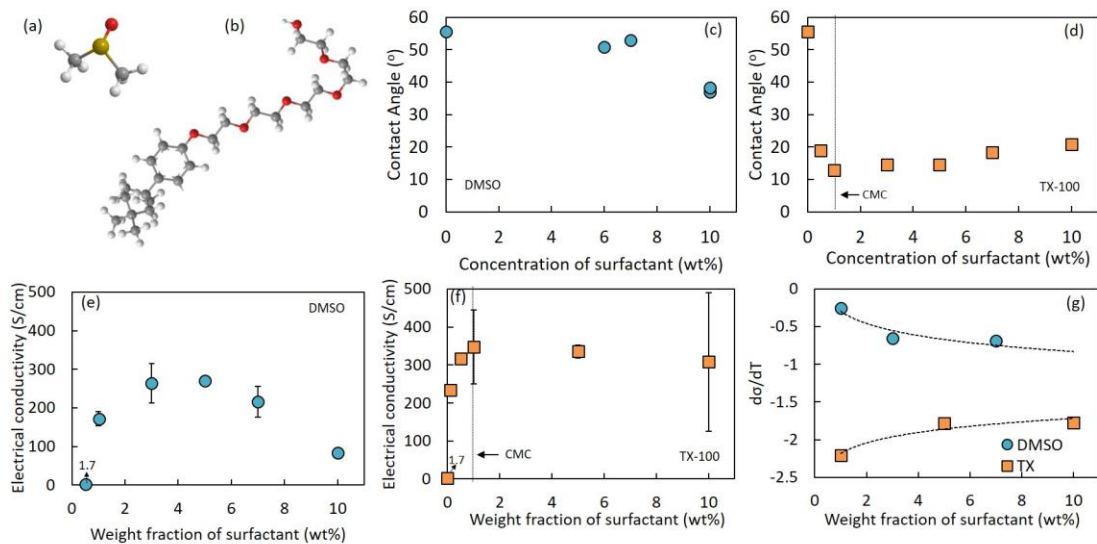 (a)
(b)
Contact Angle (°)
60
50
40
30
20
10
0
(c)
DMSO
0 2 4 6 8 10
Concentration of surfactant (wt%)
Contact Angle (°)
60
50
40
30
20
10
0
(d)
CMC
TX-100
0 2 4 6 8 10
Concentration of surfactant (wt%)
Electrical conductivity (S/cm)
500
400
300
200
100
0
(e)
DMSO
1.7
0 2 4 6 8 10
Weight fraction of surfactant (wt%)
Electrical conductivity (S/cm)
500
400
300
200
100
0
(f)
1.7
CMC
TX-100
0 2 4 6 8 10
Weight fraction of surfactant (wt%)
dσ/dT
0
-0.5
-1
-1.5
-2
-2.5
(g)
DMSO
TX
0 2 4 6 8 10
Weight fraction of surfactant (wt%)